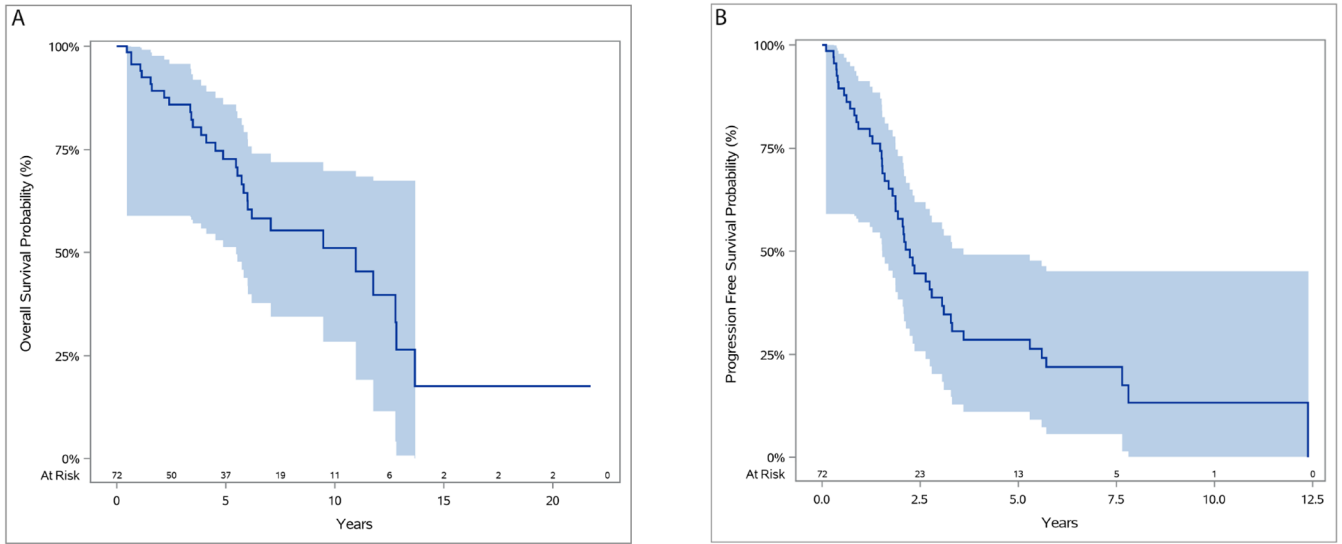 A
Overall Survival Probability (%)
100%
75%
50%
25%
0%
At Risk 72 50 37 19 11 6 2 2 2 0
0 5 10 15 20
Years
B
Progression Free Survival Probability (%)
100%
75%
50%
25%
0%
At Risk 72 23 13 5 1 0
0.0 2.5 5.0 7.5 10.0 12.5
Years